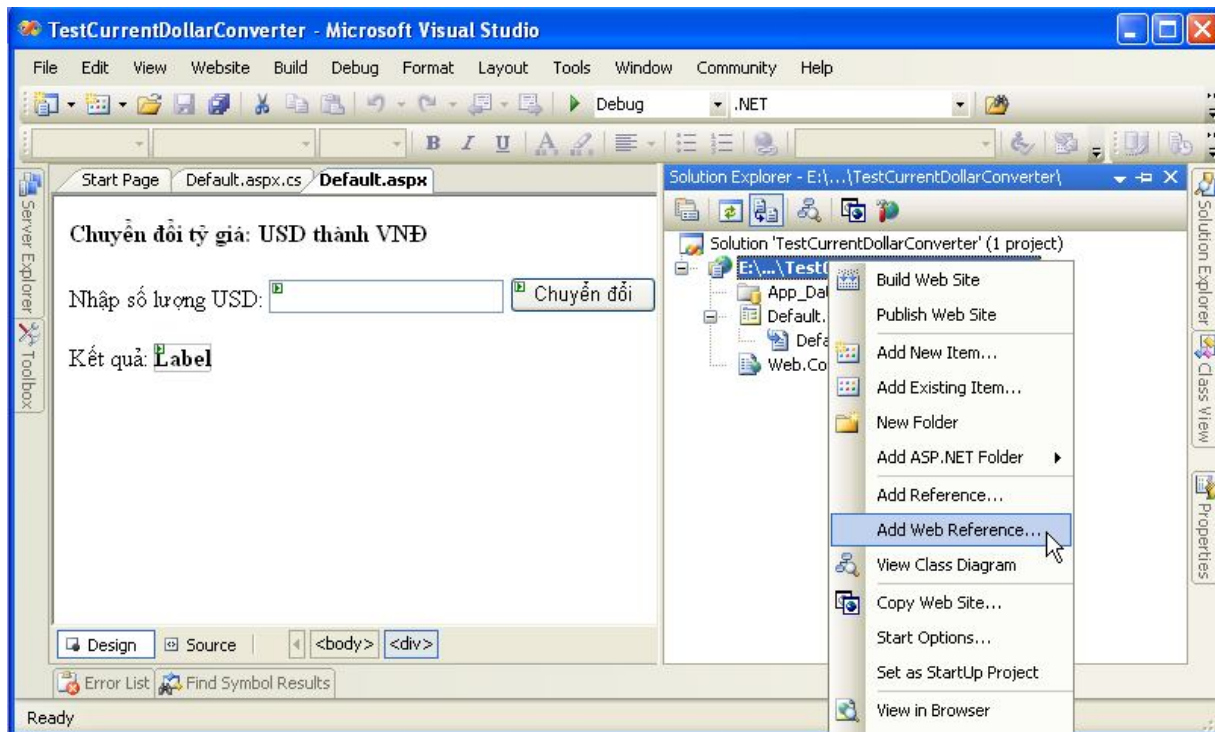 TestCurrentDollarConverter - Microsoft Visual Studio
File Edit View Website Build Debug Format Layout Tools Window Community Help
Debug .NET
B I U A
Start Page Default.aspx.cs Default.aspx
Solution Explorer - E:\...\TestCurrentDollarConverter\
Server Explorer
Toolbox
Chuyển đổi tỷ giá: USD thành VNĐ
Nhập số lượng USD: Chuyển đổi
Kết quả: Label
Solution 'TestCurrentDollarConverter' (1 project)
E:\...\Test
App_Da
Default.
Defa
Web.Co
Build Web Site
Publish Web Site
Add New Item...
Add Existing Item...
New Folder
Add ASP.NET Folder
Add Reference...
Add Web Reference...
View Class Diagram
Copy Web Site...
Start Options...
Set as StartUp Project
View in Browser
Solution Explorer
Class View
Properties
Design Source <body> <div>
Error List Find Symbol Results
Ready